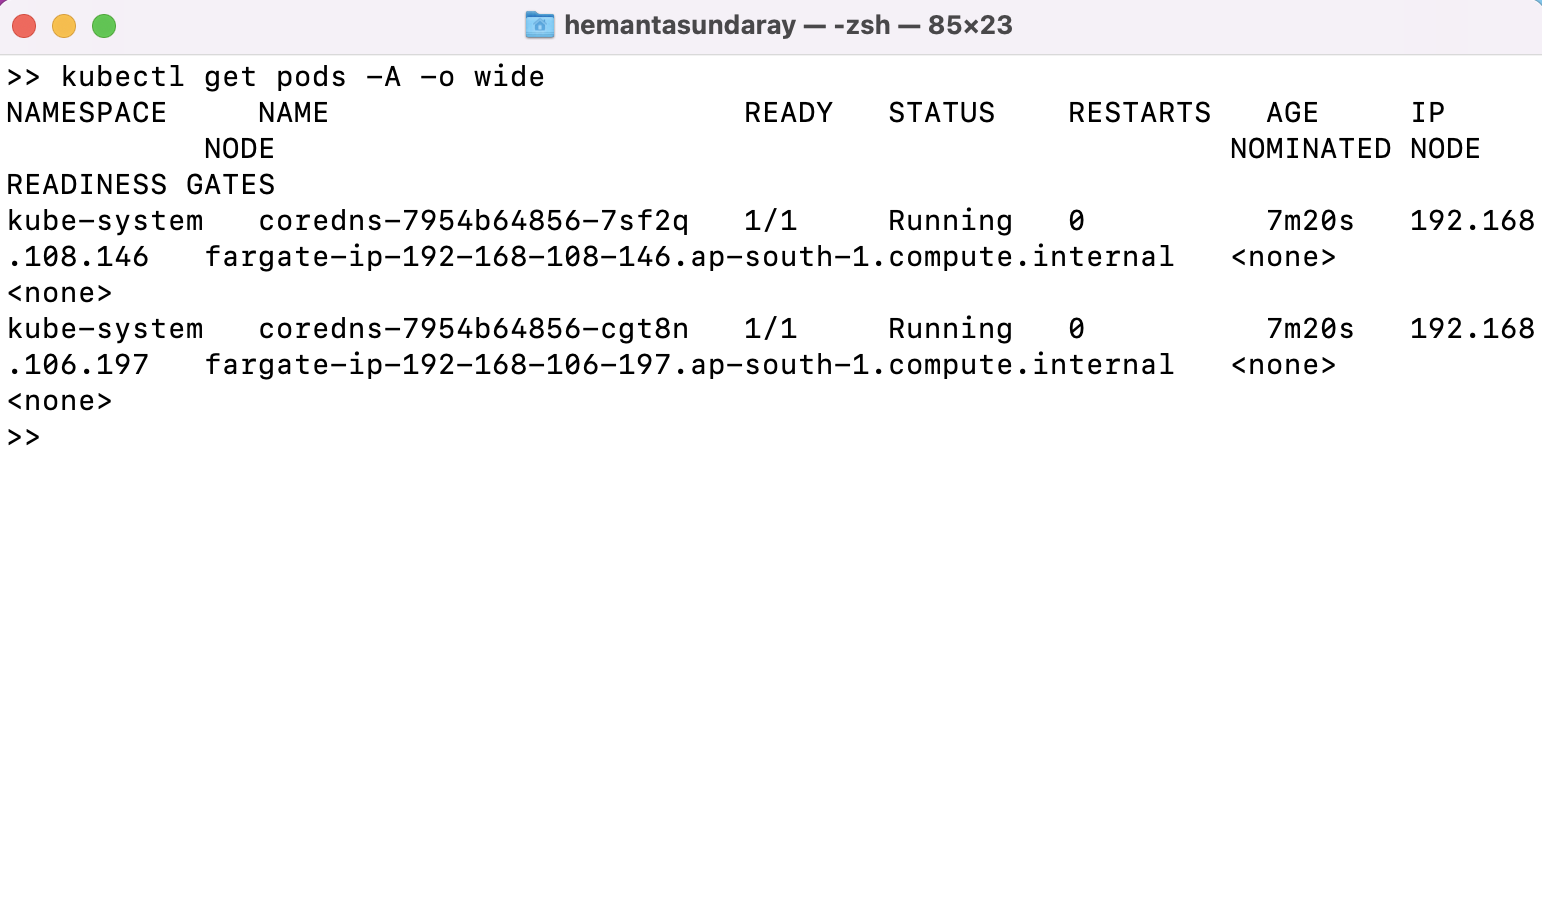 hemantasundaray — -zsh — 85×23
>> kubectl get pods -A -o wide
NAMESPACE     NAME                       READY   STATUS    RESTARTS   AGE     IP
           NODE                                                     NOMINATED NODE
READINESS GATES
kube-system   coredns-7954b64856-7sf2q   1/1     Running   0          7m20s   192.168
.108.146   fargate-ip-192-168-108-146.ap-south-1.compute.internal   <none>
<none>
kube-system   coredns-7954b64856-cgt8n   1/1     Running   0          7m20s   192.168
.106.197   fargate-ip-192-168-106-197.ap-south-1.compute.internal   <none>
<none>
>>